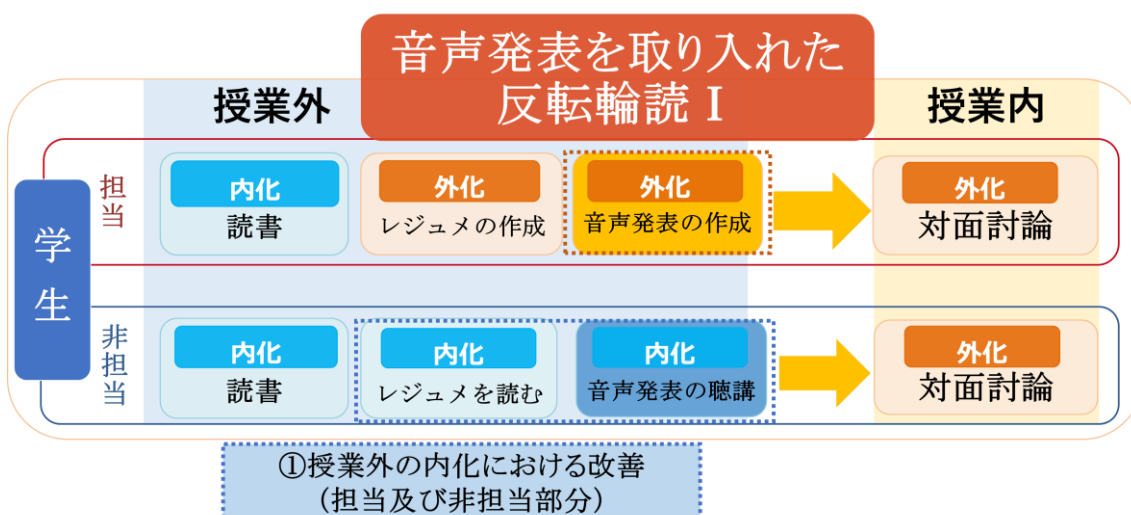 音声発表を取り入れた
反転輪読Ⅰ
授業外
授業内
学生
担当
内化
読書
外化
レジュメの作成
外化
音声発表の作成
外化
対面討論
非担当
内化
読書
内化
レジュメを読む
内化
音声発表の聴講
外化
対面討論
①授業外の内化における改善
(担当及び非担当部分)